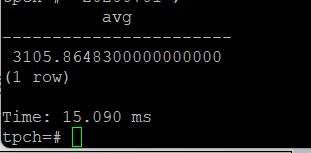 avg
-----------------------
3105.8648300000000000
(1 row)
Time: 15.090 ms
tpch=#